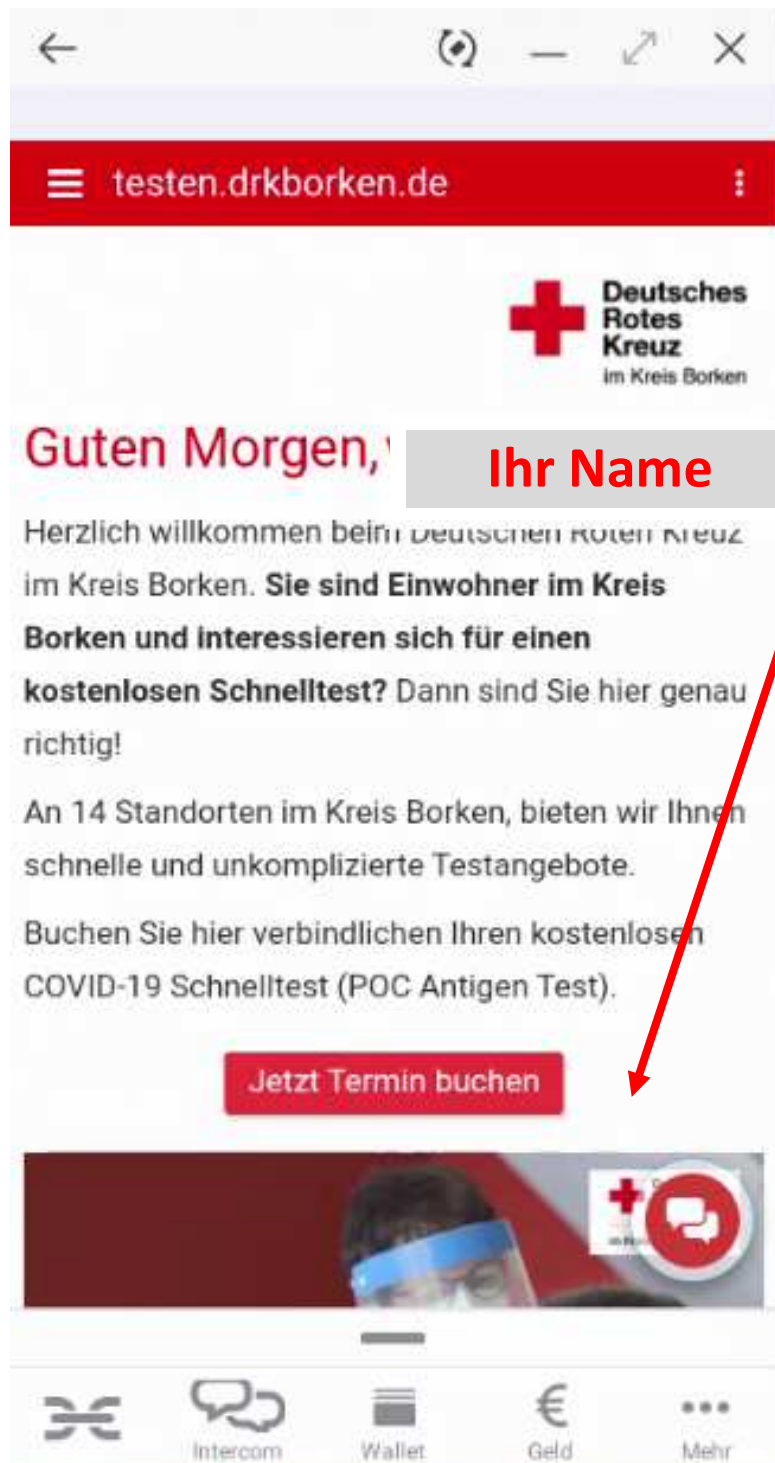 testen.drkborken.de
Deutsches
Rotes
Kreuz
im Kreis Borken
Guten Morgen,
Ihr Name
Herzlich willkommen beim Deutschen Roten Kreuz
im Kreis Borken. Sie sind Einwohner im Kreis
Borken und interessieren sich für einen
kostenlosen Schnelltest? Dann sind Sie hier genau
richtig!
An 14 Standorten im Kreis Borken, bieten wir Ihnen
schnelle und unkomplizierte Testangebote.
Buchen Sie hier verbindlichen Ihren kostenlosen
COVID-19 Schnelltest (POC Antigen Test).
Jetzt Termin buchen
Intercom
Wallet
Geld
Mehr